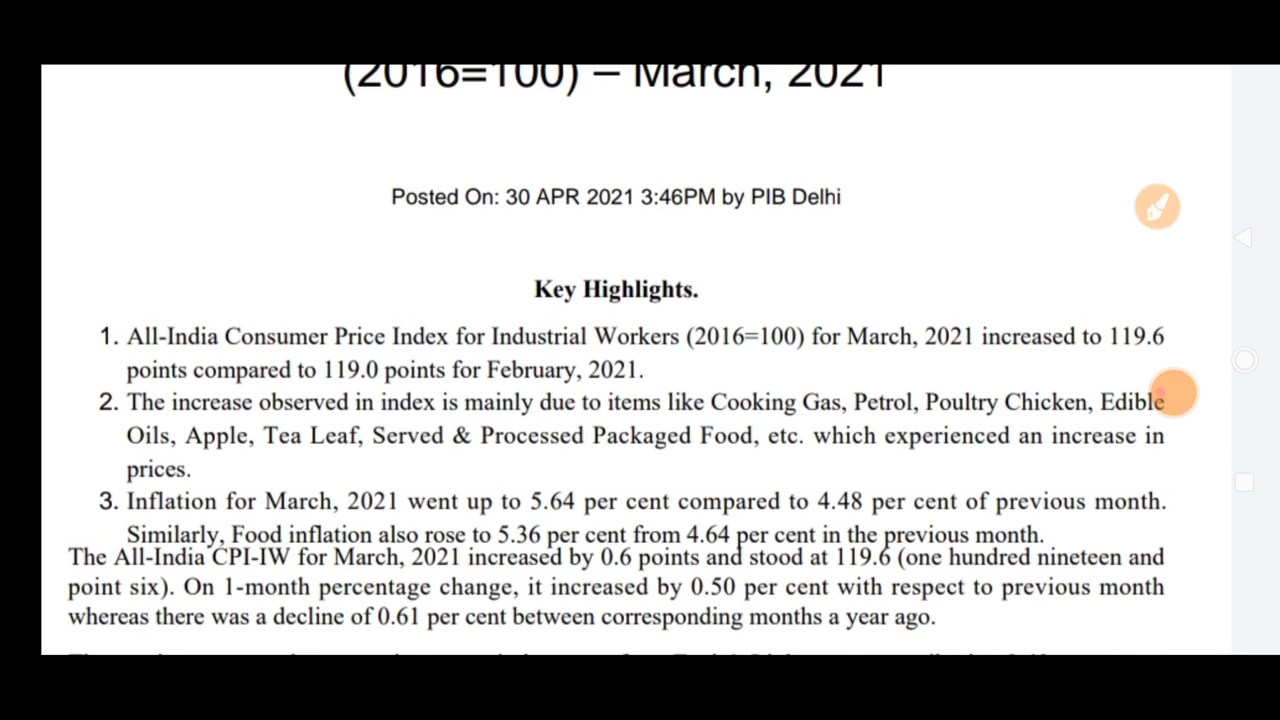 (2016=100) – March, 2021
Posted On: 30 APR 2021 3:46PM by PIB Delhi
Key Highlights.
1. All-India Consumer Price Index for Industrial Workers (2016=100) for March, 2021 increased to 119.6
points compared to 119.0 points for February, 2021.
2. The increase observed in index is mainly due to items like Cooking Gas, Petrol, Poultry Chicken, Edible
Oils, Apple, Tea Leaf, Served & Processed Packaged Food, etc. which experienced an increase in
prices.
3. Inflation for March, 2021 went up to 5.64 per cent compared to 4.48 per cent of previous month.
Similarly, Food inflation also rose to 5.36 per cent from 4.64 per cent in the previous month.
The All-India CPI-IW for March, 2021 increased by 0.6 points and stood at 119.6 (one hundred nineteen and
point six). On 1-month percentage change, it increased by 0.50 per cent with respect to previous month
whereas there was a decline of 0.61 per cent between corresponding months a year ago.